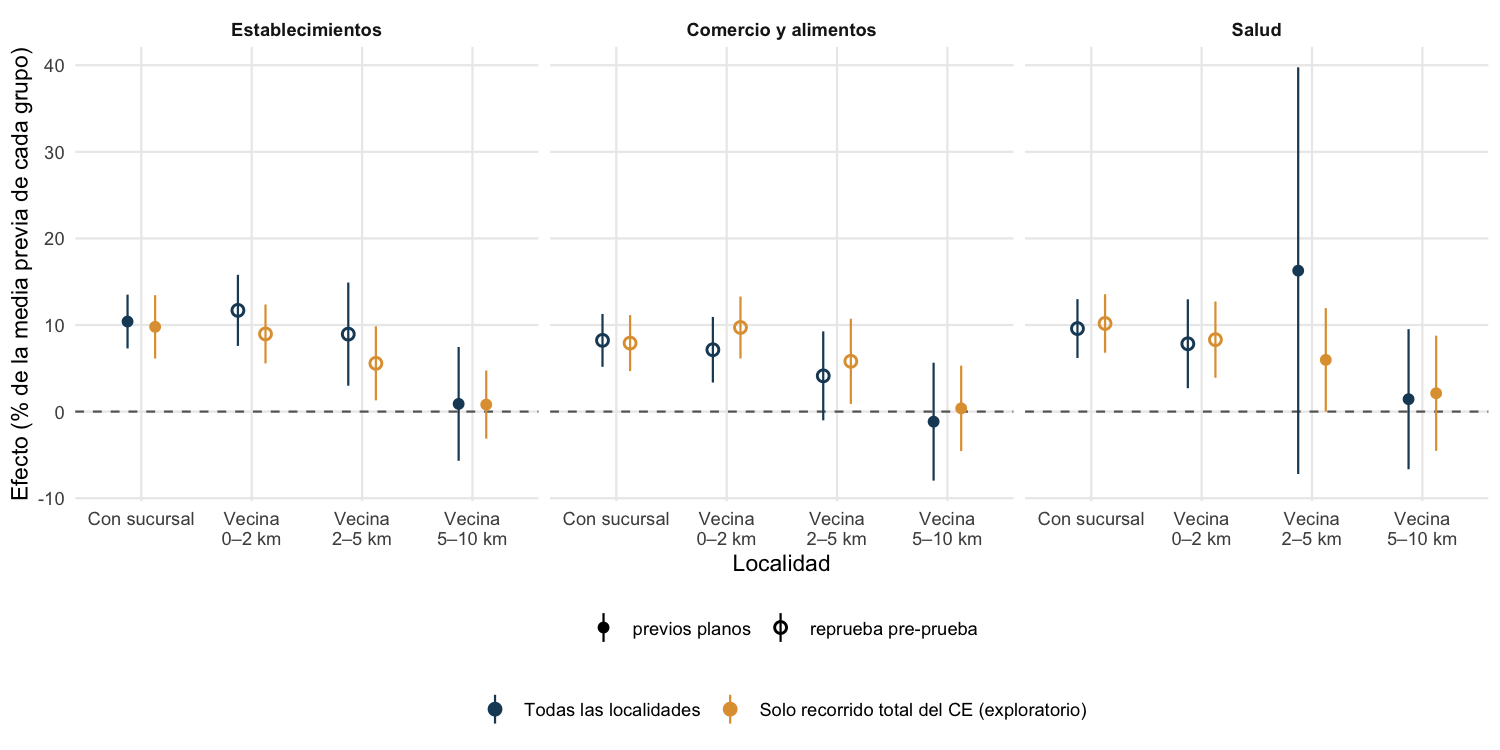 Establecimientos
Comercio y alimentos
Salud
Efecto (% de la media previa de cada grupo)
40
30
20
10
0
-10
Con sucursal
Vecina
0–2 km
Vecina
2–5 km
Vecina
5–10 km
Con sucursal
Vecina
0–2 km
Vecina
2–5 km
Vecina
5–10 km
Con sucursal
Vecina
0–2 km
Vecina
2–5 km
Vecina
5–10 km
Localidad
previos planos
reprueba pre-prueba
Todas las localidades
Solo recorrido total del CE (exploratorio)